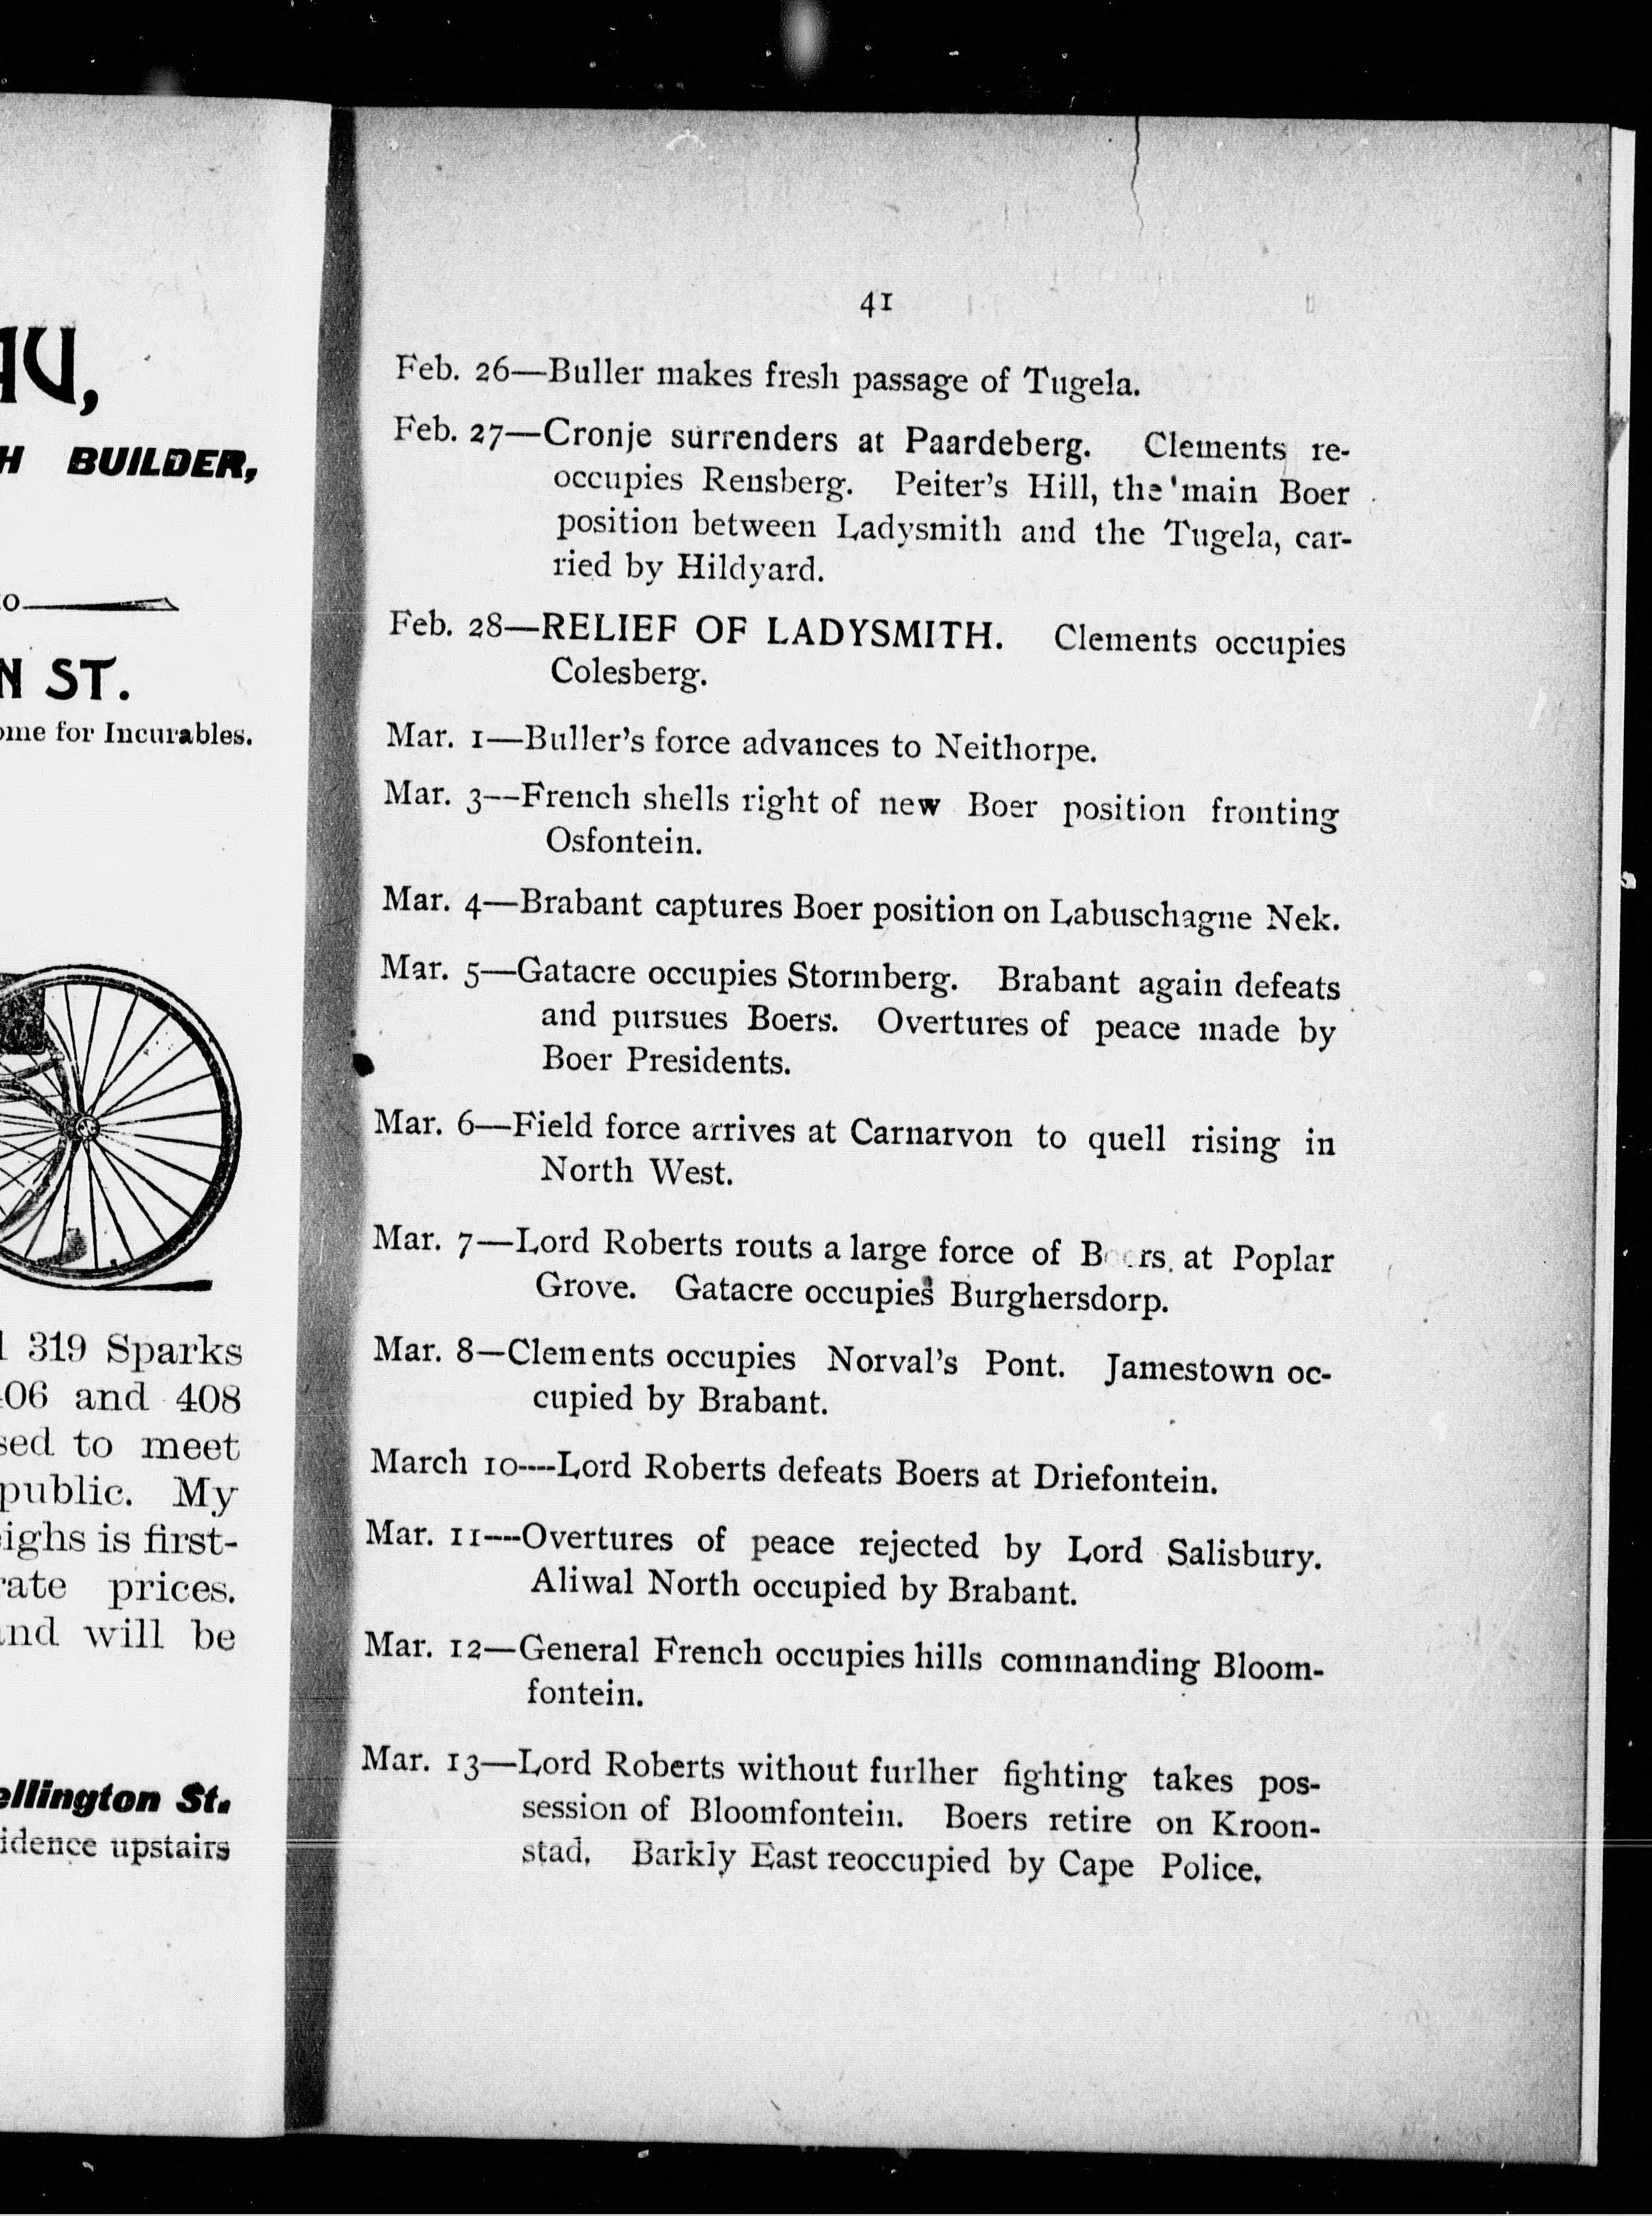 AU,
H BUILDER,
to
N ST.
ome for Incurables.
319 Sparks
406 and 408
sed to meet
public. My
eighs is first-
rate prices.
and will be
ellington St.
idence upstairs
41
Feb. 26—Buller makes fresh passage of Tugela.
Feb. 27—Cronje surrenders at Paardeberg. Clements re-
occupies Rensberg. Peiter's Hill, the main Boer
position between Ladysmith and the Tugela, car-
ried by Hildyard.
Feb. 28—RELIEF OF LADYSMITH. Clements occupies
Colesberg.
Mar. 1—Buller's force advances to Neithorpe.
Mar. 3—French shells right of new Boer position fronting
Osfontein.
Mar. 4—Brabant captures Boer position on Labuschagne Nek.
Mar. 5—Gatacre occupies Stormberg. Brabant again defeats
and pursues Boers. Overtures of peace made by
Boer Presidents.
Mar. 6—Field force arrives at Carnarvon to quell rising in
North West.
Mar. 7—Lord Roberts routs a large force of Boers at Poplar
Grove. Gatacre occupies Burghersdorp.
Mar. 8—Clements occupies Norval's Pont. Jamestown oc-
cupied by Brabant.
March 10—Lord Roberts defeats Boers at Driefontein.
Mar. 11—Overtures of peace rejected by Lord Salisbury.
Aliwal North occupied by Brabant.
Mar. 12—General French occupies hills commanding Bloom-
fontein.
Mar. 13—Lord Roberts without furlher fighting takes pos-
session of Bloomfontein. Boers retire on Kroon-
stad. Barkly East reoccupied by Cape Police.